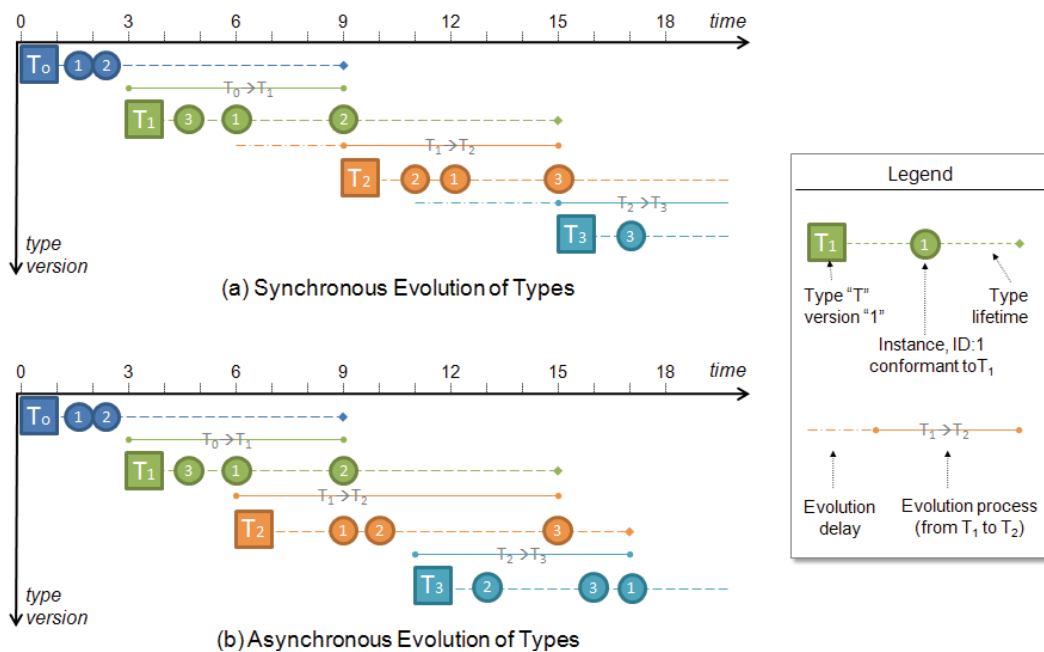 0 3 6 9 12 15 18 time
T₀ 1 2
T₀→T₁
T₁ 3 1 2
T₁→T₂
T₂ 2 1 3
T₂→T₃
T₃ 3
type
version
(a) Synchronous Evolution of Types
0 3 6 9 12 15 18 time
T₀ 1 2
T₀→T₁
T₁ 3 1 2
T₁→T₂
T₂ 1 2 3
T₂→T₃
T₃ 2 3 1
type
version
(b) Asynchronous Evolution of Types
Legend
T₁ 1
Type “T”
version “1”
Type
lifetime
Instance, ID:1
conformant to T₁
T₁→T₂
Evolution
delay
Evolution process
(from T₁ to T₂)